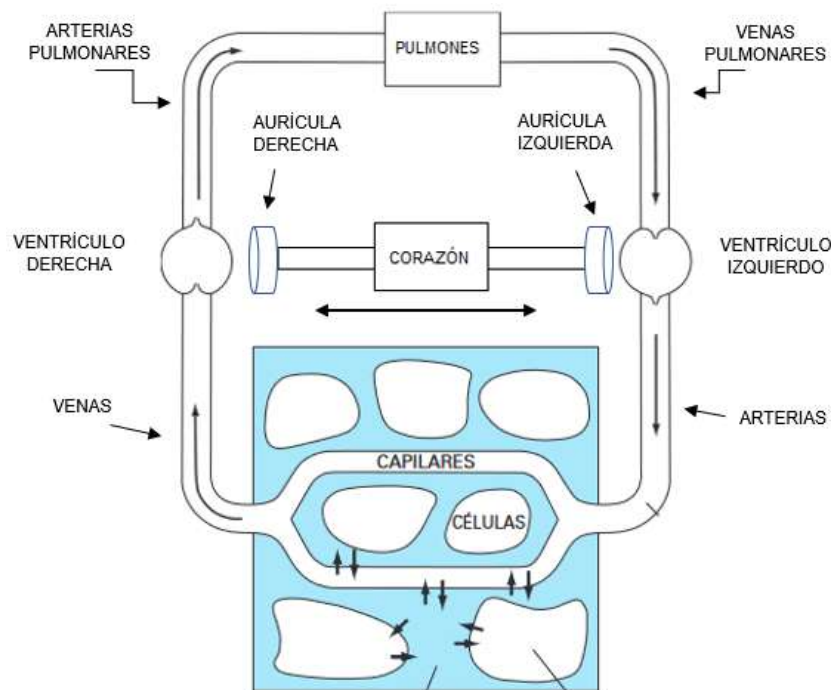 ARTERIAS
PULMONARES
PULMONES
VENAS
PULMONARES
AURÍCULA
DERECHA
AURÍCULA
IZQUIERDA
VENTRÍCULO
DERECHA
CORAZÓN
VENTRÍCULO
IZQUIERDO
VENAS
ARTERIAS
CAPILARES
CÉLULAS